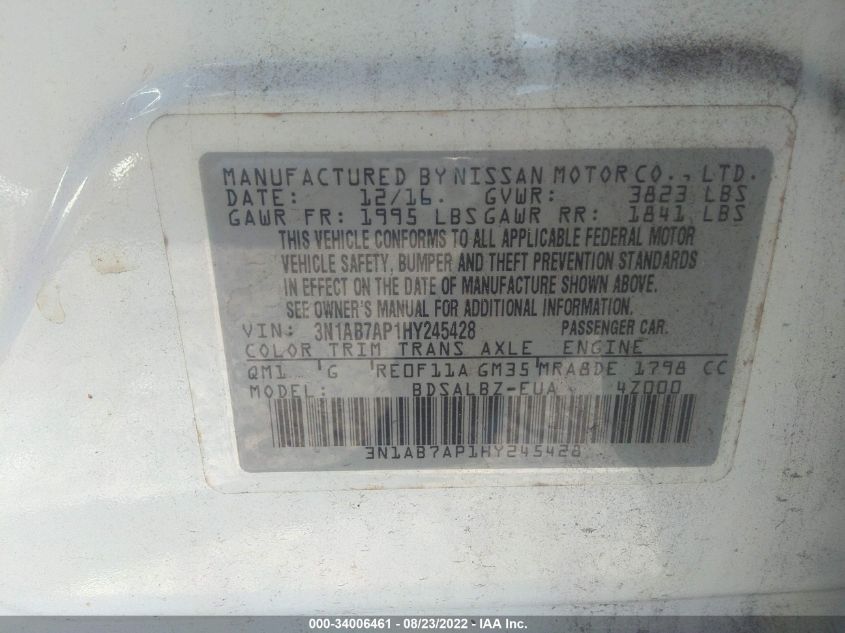 MANUFACTURED BY NISSAN MOTOR CO., LTD.
DATE: 12/16. GVWR: 3823 LBS
GAWR FR: 1995 LBS GAWR RR: 1841 LBS
THIS VEHICLE CONFORMS TO ALL APPLICABLE FEDERAL MOTOR
VEHICLE SAFETY, BUMPER AND THEFT PREVENTION STANDARDS
IN EFFECT ON THE DATE OF MANUFACTURE SHOWN ABOVE.
SEE OWNER'S MANUAL FOR ADDITIONAL INFORMATION.
VIN: 3N1AB7AP1HY245428 PASSENGER CAR.
COLOR TRIM TRANS AXLE ENGINE
QM1 G RE0F11A GM35 MRA8DE 1798 CC
MODEL: BDSALBZ-EUA 4Z000
3N1AB7AP1HY245428
000-34006461 - 08/23/2022 - IAA Inc.